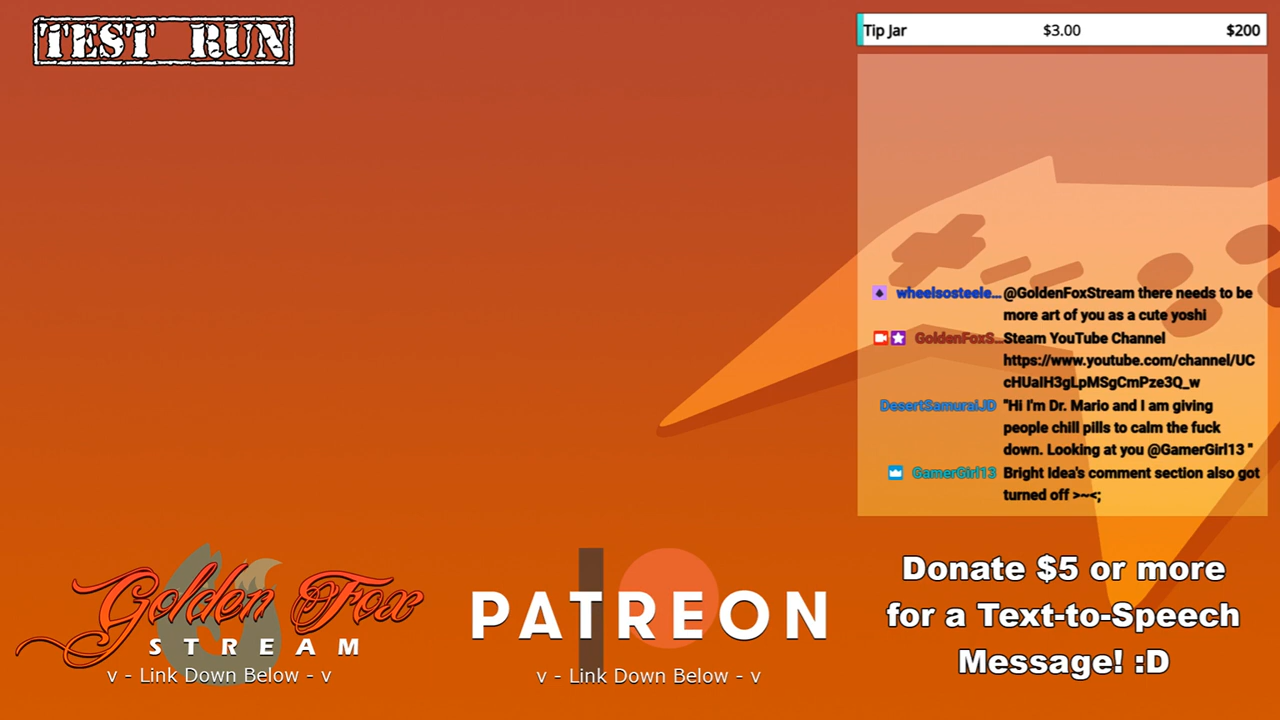 TEST RUN
Tip Jar $3.00 $200
wheelsosteele... @GoldenFoxStream there needs to be
more art of you as a cute yoshi
GoldenFoxS... Steam YouTube Channel
https://www.youtube.com/channel/UC
cHUalH3gLpMSgCmPze3Q_w
DesertSamuraiJD "Hi I'm Dr. Mario and I am giving
people chill pills to calm the fuck
down. Looking at you @GamerGirl13 "
GamerGirl13 Bright Idea's comment section also got
turned off >~<;
Golden Fox
STREAM
v - Link Down Below - v
PATREON
v - Link Down Below - v
Donate $5 or more
for a Text-to-Speech
Message! :D